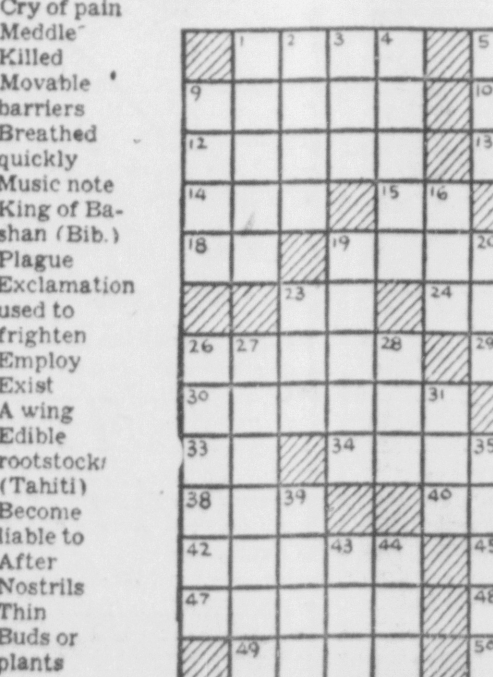 Cry of pain
Meddle
Killed
Movable
barriers
Breathed
quickly
Music note
King of Ba-
shan (Bib.)
Plague
Exclamation
used to
frighten
Employ
Exist
A wing
Edible
rootstock
(Tahiti)
Become
liable to
After
Nostrils
Thin
Buds or
plants
1 2 3 4 5
9 10
12 13
14 15 16
18 19 20
23 24
26 27 28 29
30 31
33 34 35
38 39 40
42 43 44 45
47 48
49 50